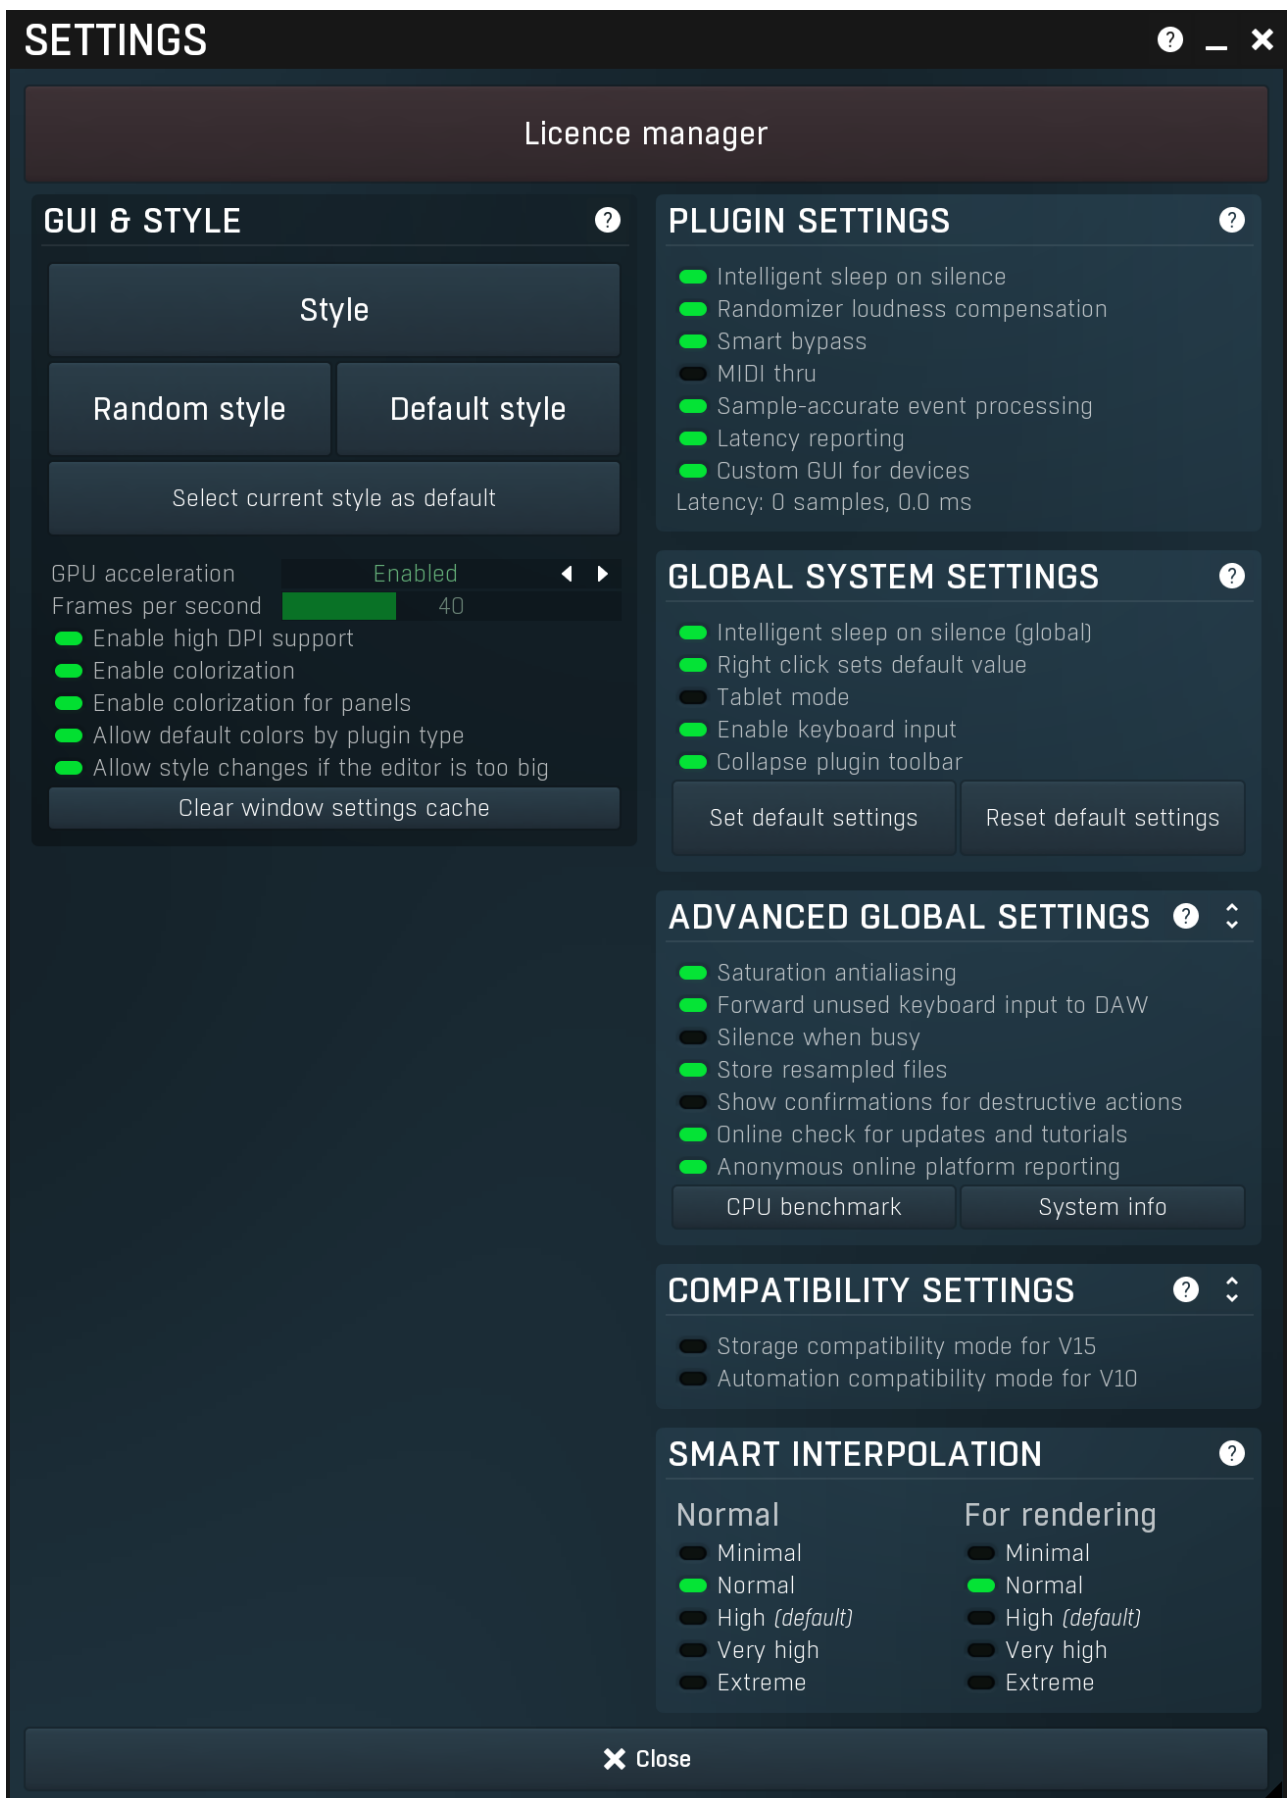 SETTINGS
Licence manager
GUI & STYLE
Style
Random style
Default style
Select current style as default
GPU acceleration Enabled
Frames per second 40
Enable high DPI support
Enable colorization
Enable colorization for panels
Allow default colors by plugin type
Allow style changes if the editor is too big
Clear window settings cache
PLUGIN SETTINGS
Intelligent sleep on silence
Randomizer loudness compensation
Smart bypass
MIDI thru
Sample-accurate event processing
Latency reporting
Custom GUI for devices
Latency: 0 samples, 0.0 ms
GLOBAL SYSTEM SETTINGS
Intelligent sleep on silence (global)
Right click sets default value
Tablet mode
Enable keyboard input
Collapse plugin toolbar
Set default settings
Reset default settings
ADVANCED GLOBAL SETTINGS
Saturation antialiasing
Forward unused keyboard input to DAW
Silence when busy
Store resampled files
Show confirmations for destructive actions
Online check for updates and tutorials
Anonymous online platform reporting
CPU benchmark
System info
COMPATIBILITY SETTINGS
Storage compatibility mode for V15
Automation compatibility mode for V10
SMART INTERPOLATION
Normal
Minimal
Normal
High (default)
Very high
Extreme
For rendering
Minimal
Normal
High (default)
Very high
Extreme
Close